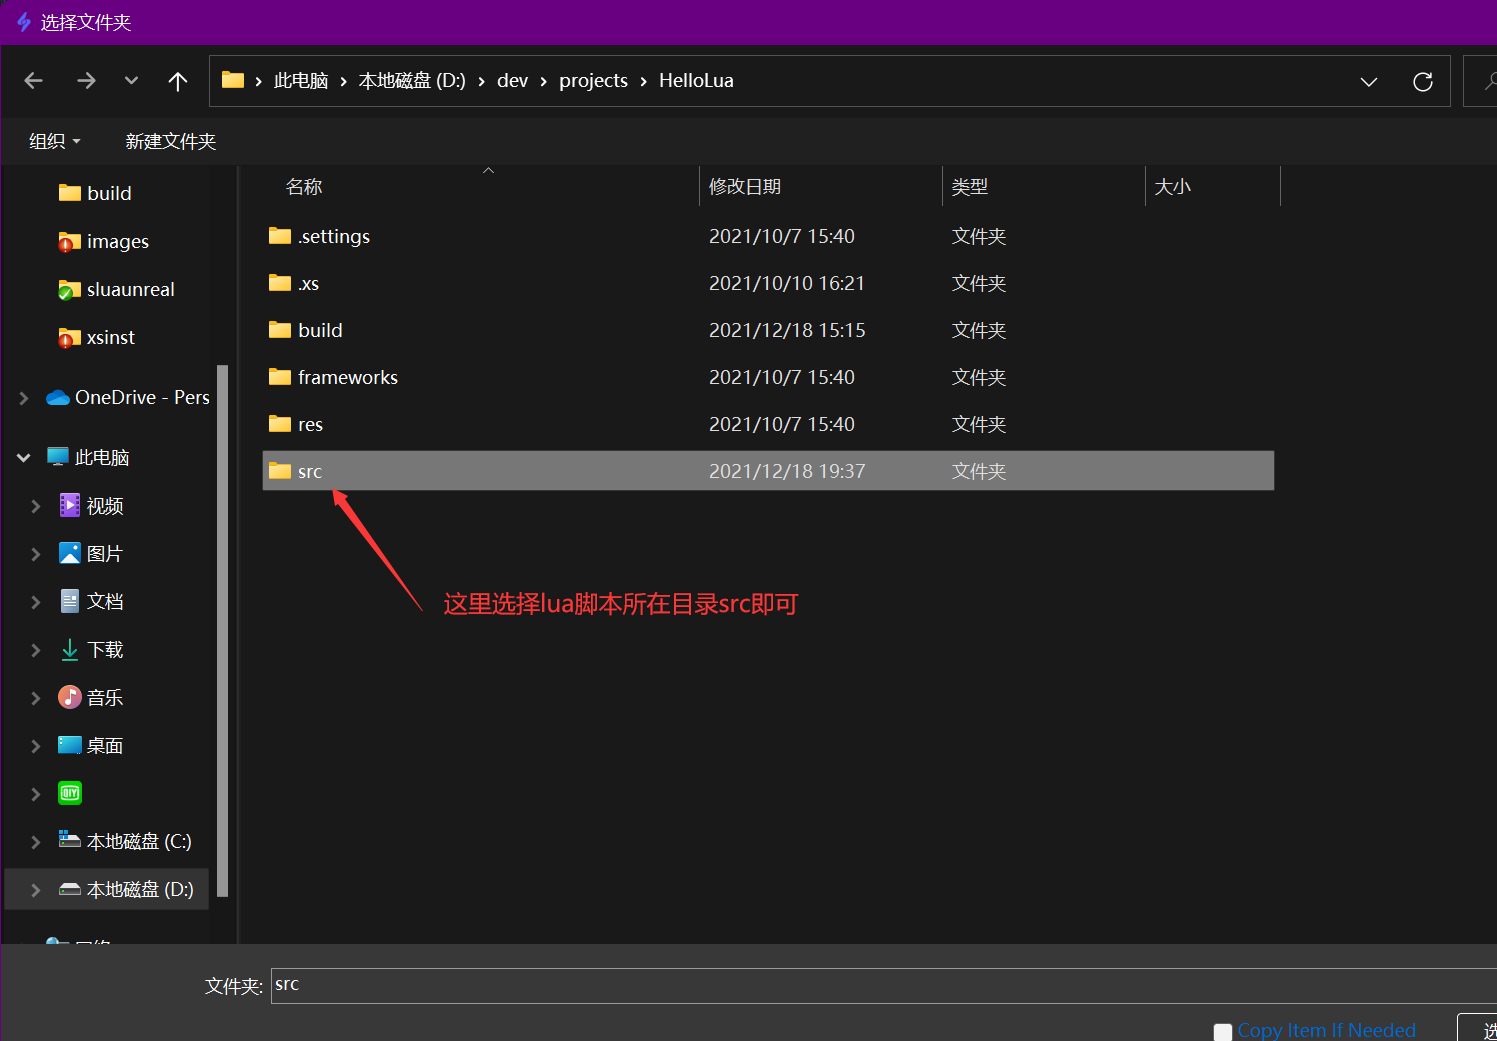 选择文件夹
此电脑 › 本地磁盘 (D:) › dev › projects › HelloLua
组织 新建文件夹
build
images
sluaunreal
xsinst
OneDrive - Pers
此电脑
视频
图片
文档
下载
音乐
桌面
QIY
本地磁盘 (C:)
本地磁盘 (D:)
名称 修改日期 类型 大小
.settings 2021/10/7 15:40 文件夹
.xs 2021/10/10 16:21 文件夹
build 2021/12/18 15:15 文件夹
frameworks 2021/10/7 15:40 文件夹
res 2021/10/7 15:40 文件夹
src 2021/12/18 19:37 文件夹
这里选择lua脚本所在目录src即可
文件夹: src
Copy Item If Needed 选